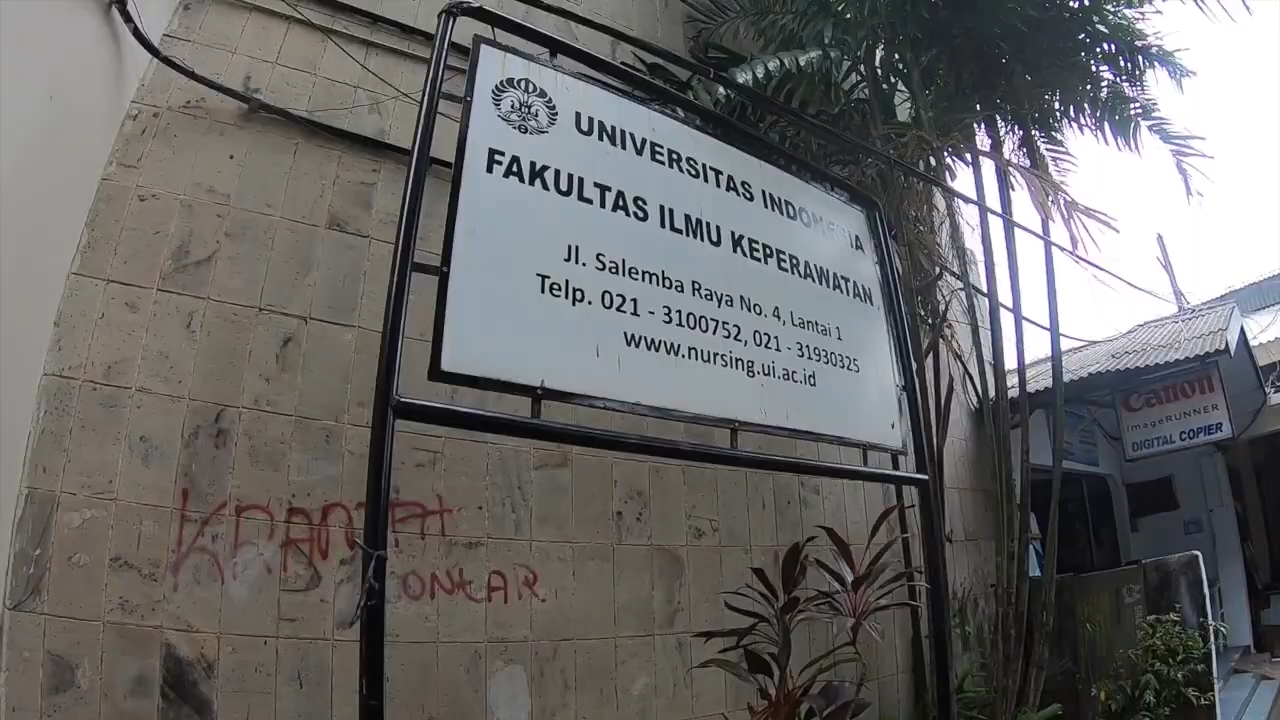 UNIVERSITAS INDONESIA
FAKULTAS ILMU KEPERAWATAN
Jl. Salemba Raya No. 4, Lantai 1
Telp. 021 - 3100752, 021 - 31930325
www.nursing.ui.ac.id
Canon
imageRUNNER
DIGITAL COPIER